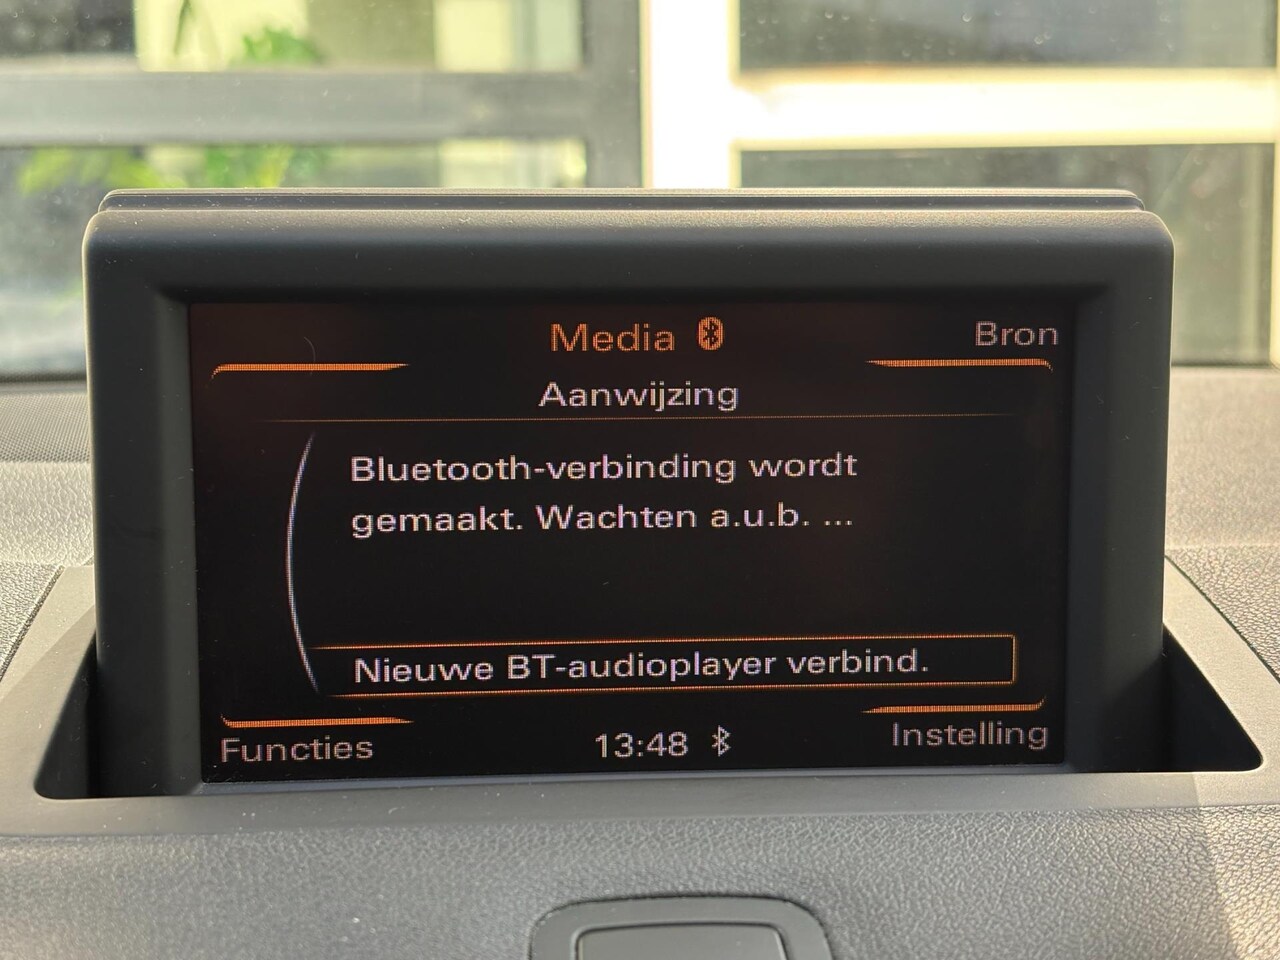 Media
Bron
Aanwijzing
Bluetooth-verbinding wordt
gemaakt. Wachten a.u.b. ...
Nieuwe BT-audioplayer verbind.
Functies
13:48
Instelling